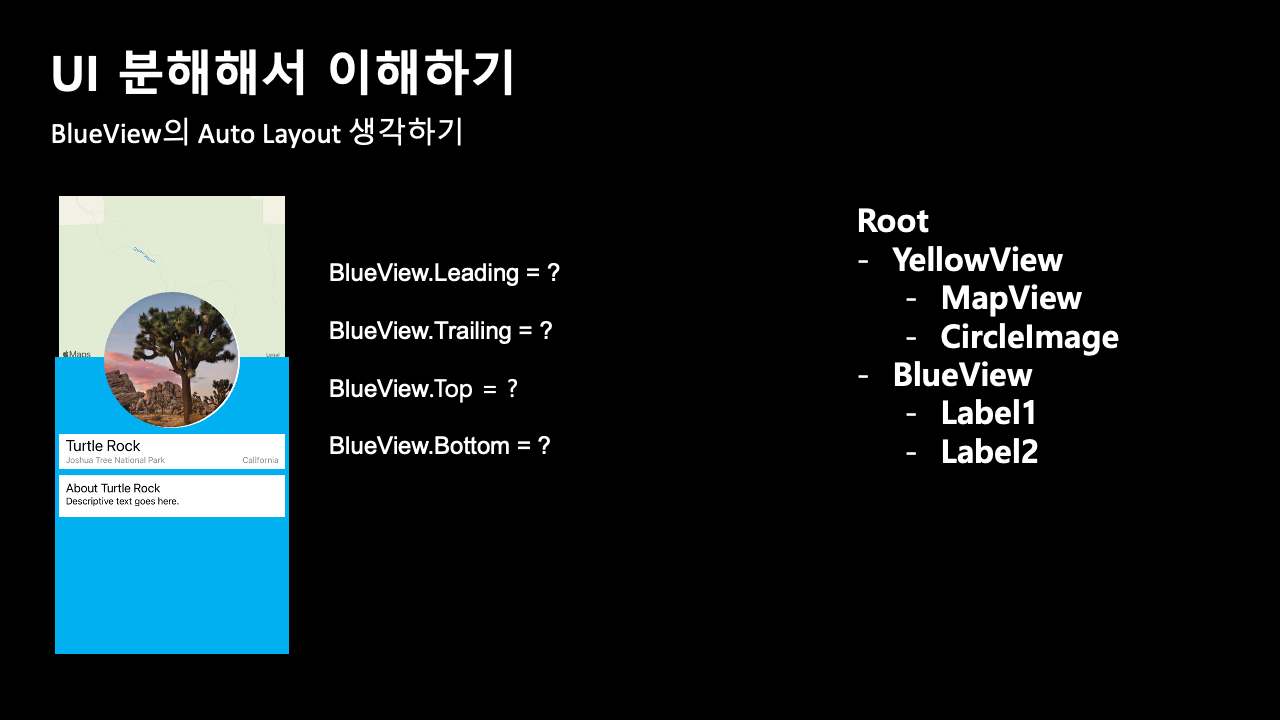 UI 분해해서 이해하기
BlueView의 Auto Layout 생각하기
Maps
Legal
Turtle Rock
Joshua Tree National Park California
About Turtle Rock
Descriptive text goes here.
BlueView.Leading = ?
BlueView.Trailing = ?
BlueView.Top = ?
BlueView.Bottom = ?
Root
- YellowView
- MapView
- CircleImage
- BlueView
- Label1
- Label2